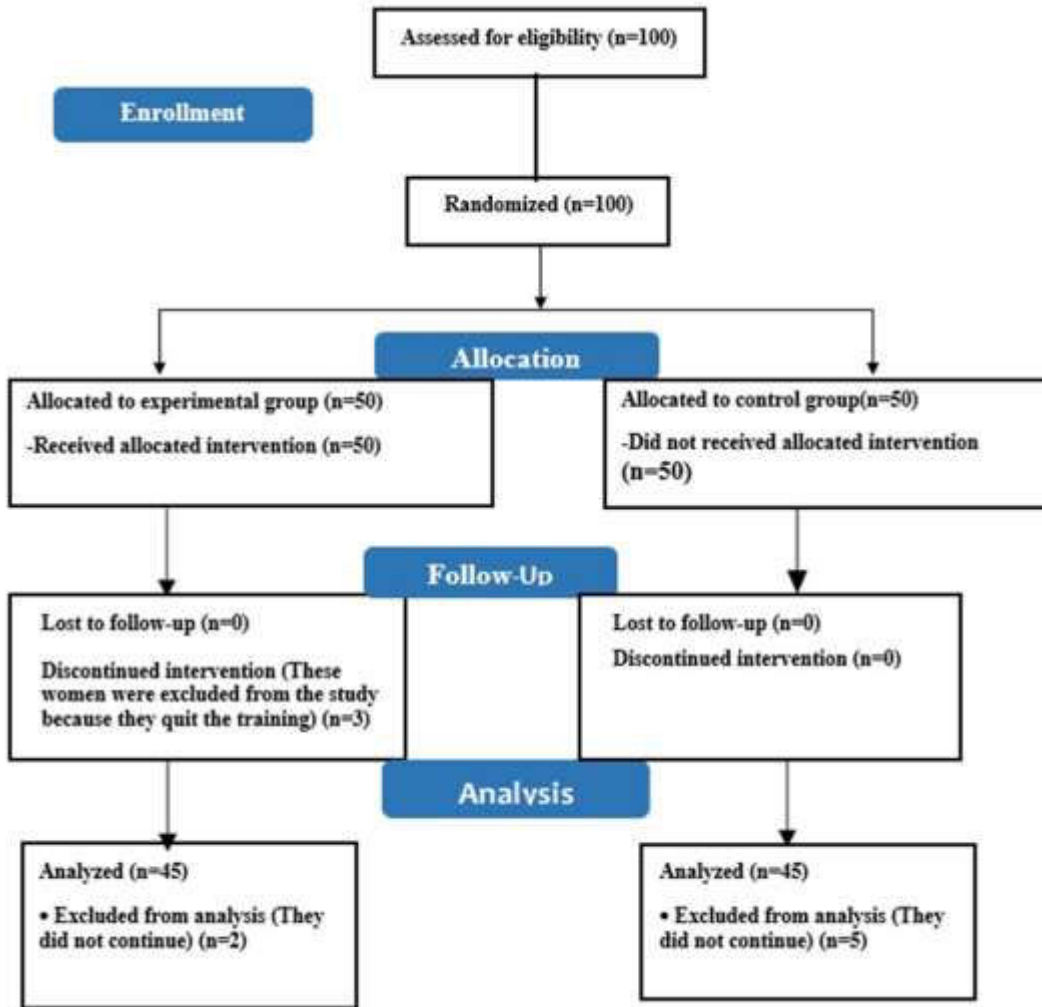 Assessed for eligibility (n=100)
Enrollment
Randomized (n=100)
Allocation
Allocated to experimental group (n=50)
-Received allocated intervention (n=50)
Allocated to control group(n=50)
-Did not received allocated intervention
(n=50)
Follow-Up
Lost to follow-up (n=0)
Discontinued intervention (These
women were excluded from the study
because they quit the training) (n=3)
Lost to follow-up (n=0)
Discontinued intervention (n=0)
Analysis
Analyzed (n=45)
• Excluded from analysis (They
did not continue) (n=2)
Analyzed (n=45)
• Excluded from analysis (They
did not continue) (n=5)